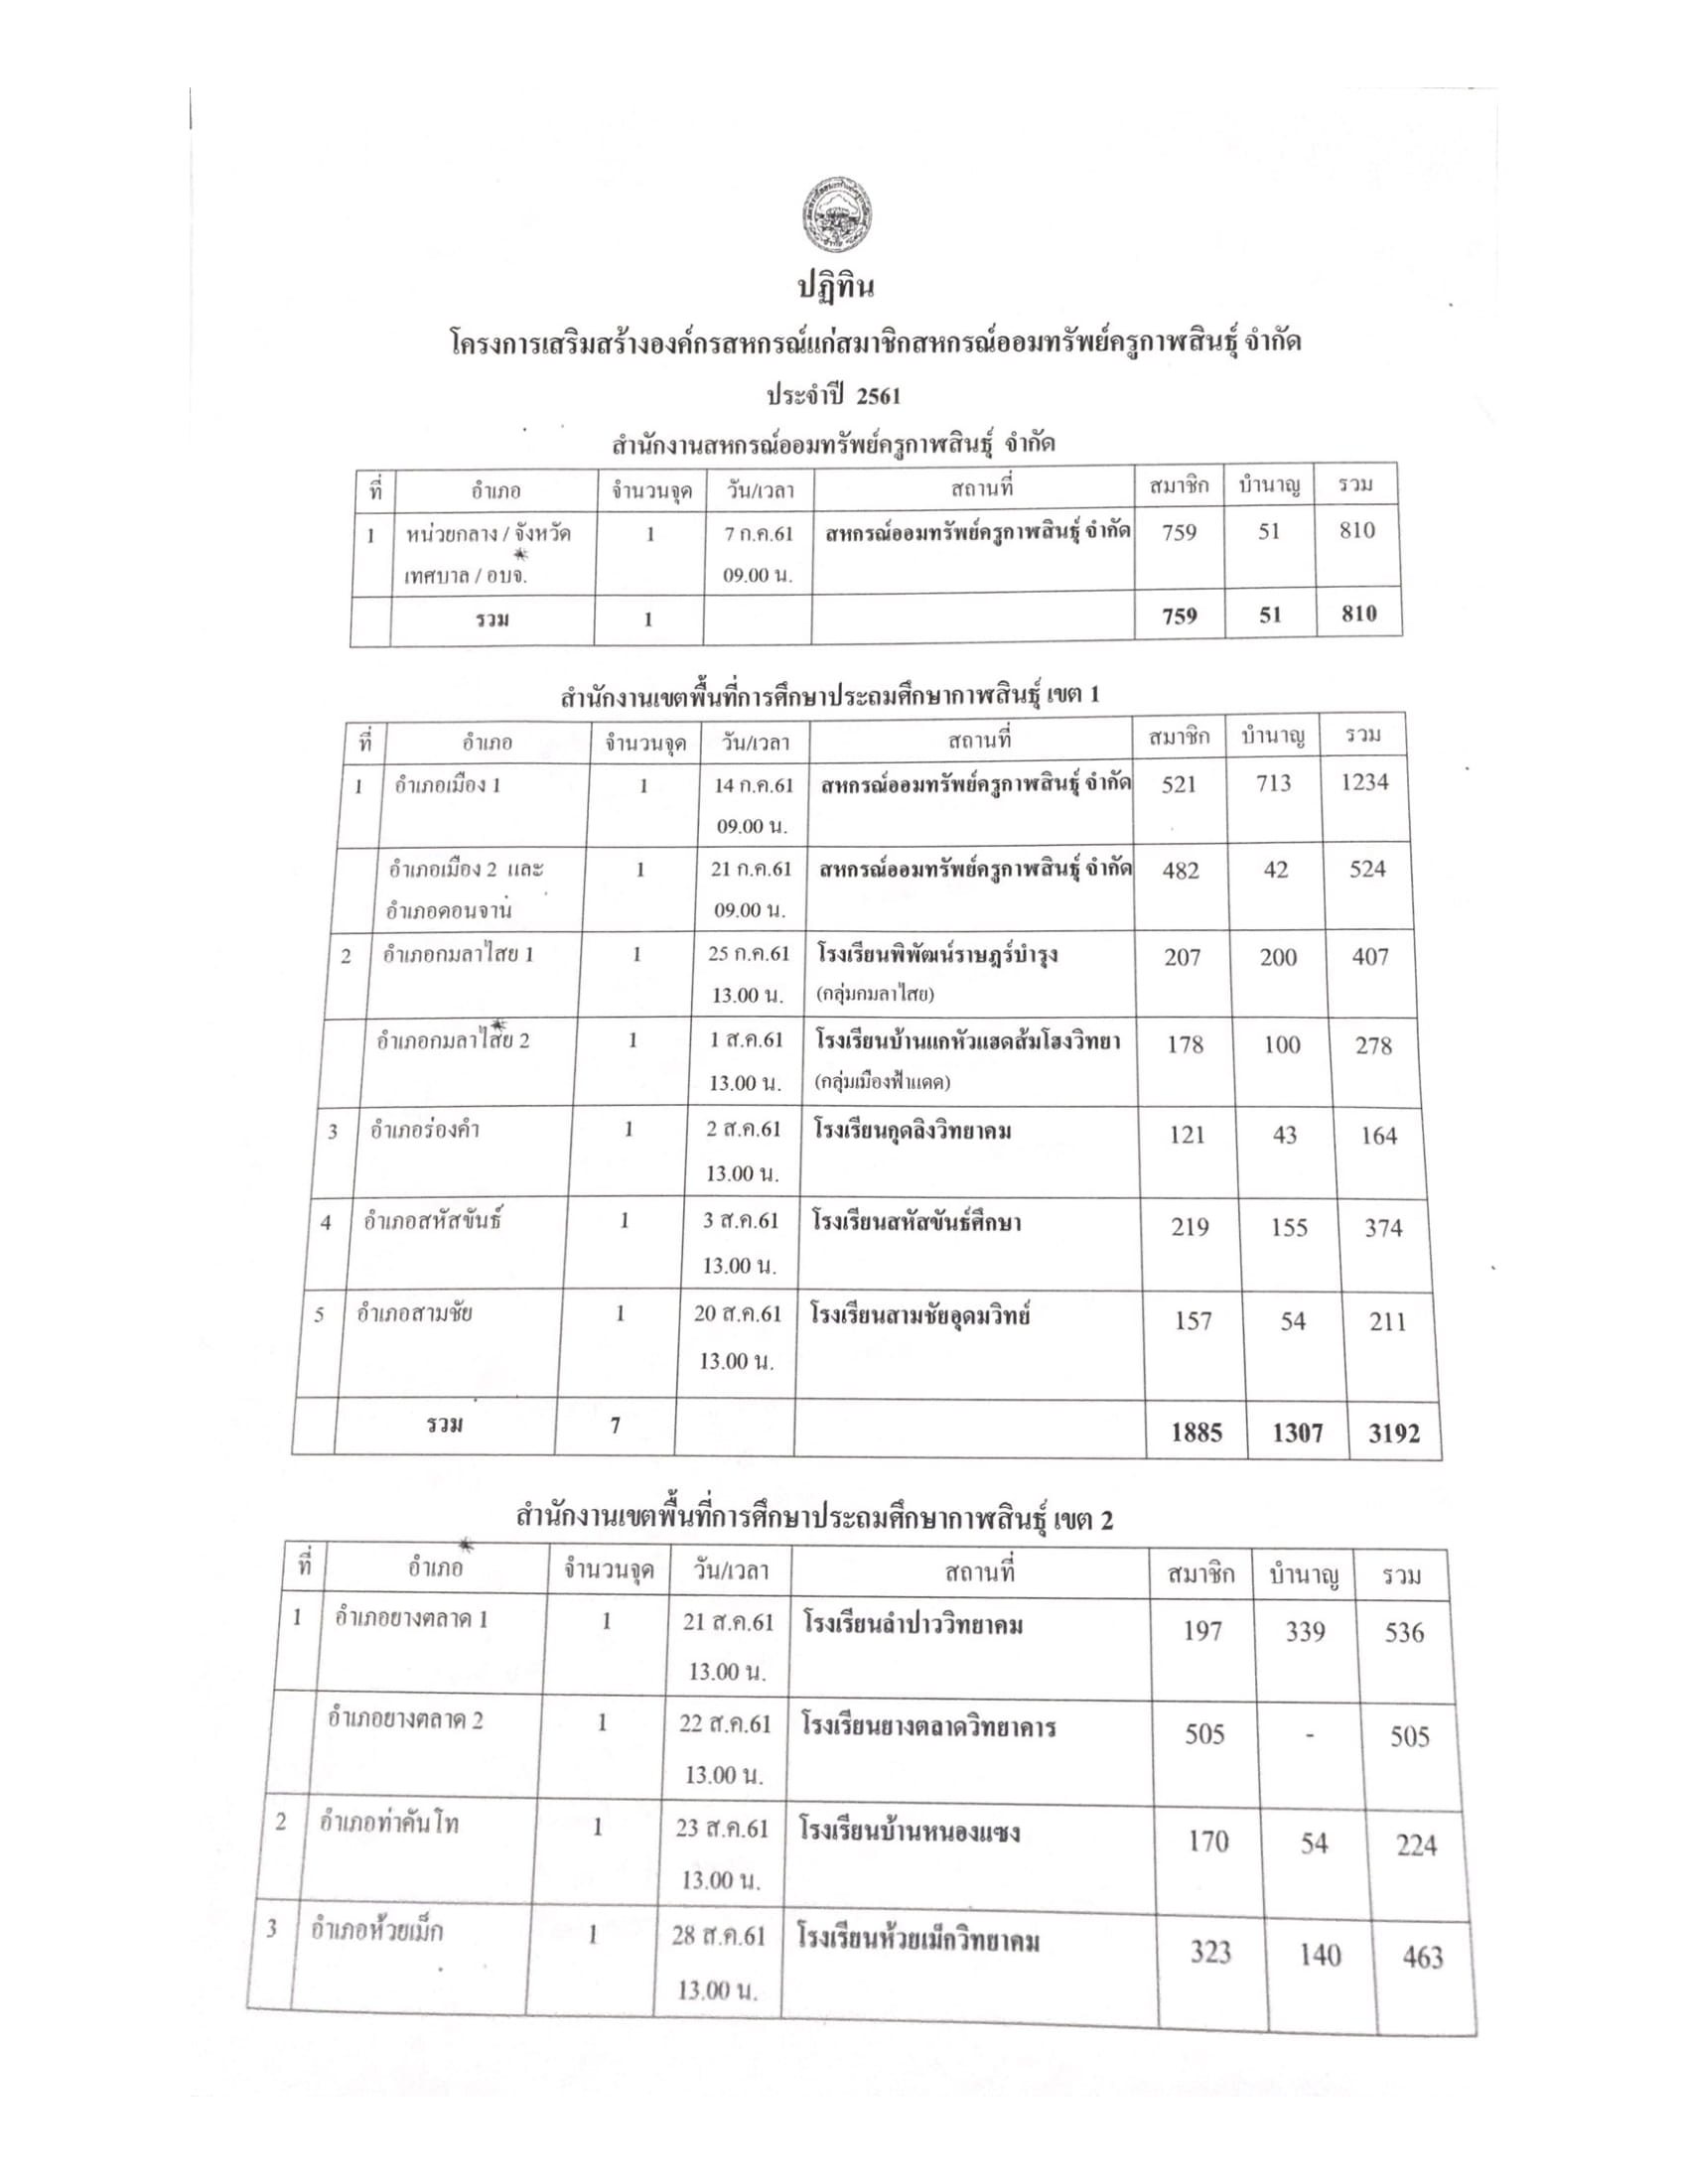 ปฏิทิน
โครงการเสริมสร้างองค์กรสหกรณ์แก่สมาชิกสหกรณ์ออมทรัพย์ครูกาฬสินธุ์ จำกัด
ประจำปี 2561
สำนักงานสหกรณ์ออมทรัพย์ครูกาฬสินธุ์ จำกัด
ที่ อำเภอ จำนวนจุด วัน/เวลา สถานที่ สมาชิก บำนาญ รวม
1 หน่วยกลาง / จังหวัด 1 7 ก.ค.61 สหกรณ์ออมทรัพย์ครูกาฬสินธุ์ จำกัด 759 51 810
เทศบาล / อบจ. 09.00 น.
รวม 1 759 51 810
สำนักงานเขตพื้นที่การศึกษาประถมศึกษากาฬสินธุ์ เขต 1
ที่ อำเภอ จำนวนจุด วัน/เวลา สถานที่ สมาชิก บำนาญ รวม
1 อำเภอเมือง 1 1 14 ก.ค.61 สหกรณ์ออมทรัพย์ครูกาฬสินธุ์ จำกัด 521 713 1234
09.00 น.
อำเภอเมือง 2 และ 1 21 ก.ค.61 สหกรณ์ออมทรัพย์ครูกาฬสินธุ์ จำกัด 482 42 524
อำเภอดอนจาน 09.00 น.
2 อำเภอกมลาไสย 1 1 25 ก.ค.61 โรงเรียนพิพัฒน์ราษฎร์บำรุง 207 200 407
13.00 น. (กลุ่มกมลาไสย)
อำเภอกมลาไสย 2 1 1 ส.ค.61 โรงเรียนบ้านแกหัวแฮดส้มโฮงวิทยา 178 100 278
13.00 น. (กลุ่มเมืองฟ้าแดด)
3 อำเภอร่องคำ 1 2 ส.ค.61 โรงเรียนกุดลิงวิทยาคม 121 43 164
13.00 น.
4 อำเภอสหัสขันธ์ 1 3 ส.ค.61 โรงเรียนสหัสขันธ์ศึกษา 219 155 374
13.00 น.
5 อำเภอสามชัย 1 20 ส.ค.61 โรงเรียนสามชัยอุดมวิทย์ 157 54 211
13.00 น.
รวม 7 1885 1307 3192
สำนักงานเขตพื้นที่การศึกษาประถมศึกษากาฬสินธุ์ เขต 2
ที่ อำเภอ จำนวนจุด วัน/เวลา สถานที่ สมาชิก บำนาญ รวม
1 อำเภอยางตลาด 1 1 21 ส.ค.61 โรงเรียนลำปาววิทยาคม 197 339 536
13.00 น.
อำเภอยางตลาด 2 1 22 ส.ค.61 โรงเรียนยางตลาดวิทยาคาร 505 - 505
13.00 น.
2 อำเภอท่าคันโท 1 23 ส.ค.61 โรงเรียนบ้านหนองแซง 170 54 224
13.00 น.
3 อำเภอห้วยเม็ก 1 28 ส.ค.61 โรงเรียนห้วยเม็กวิทยาคม 323 140 463
13.00 น.